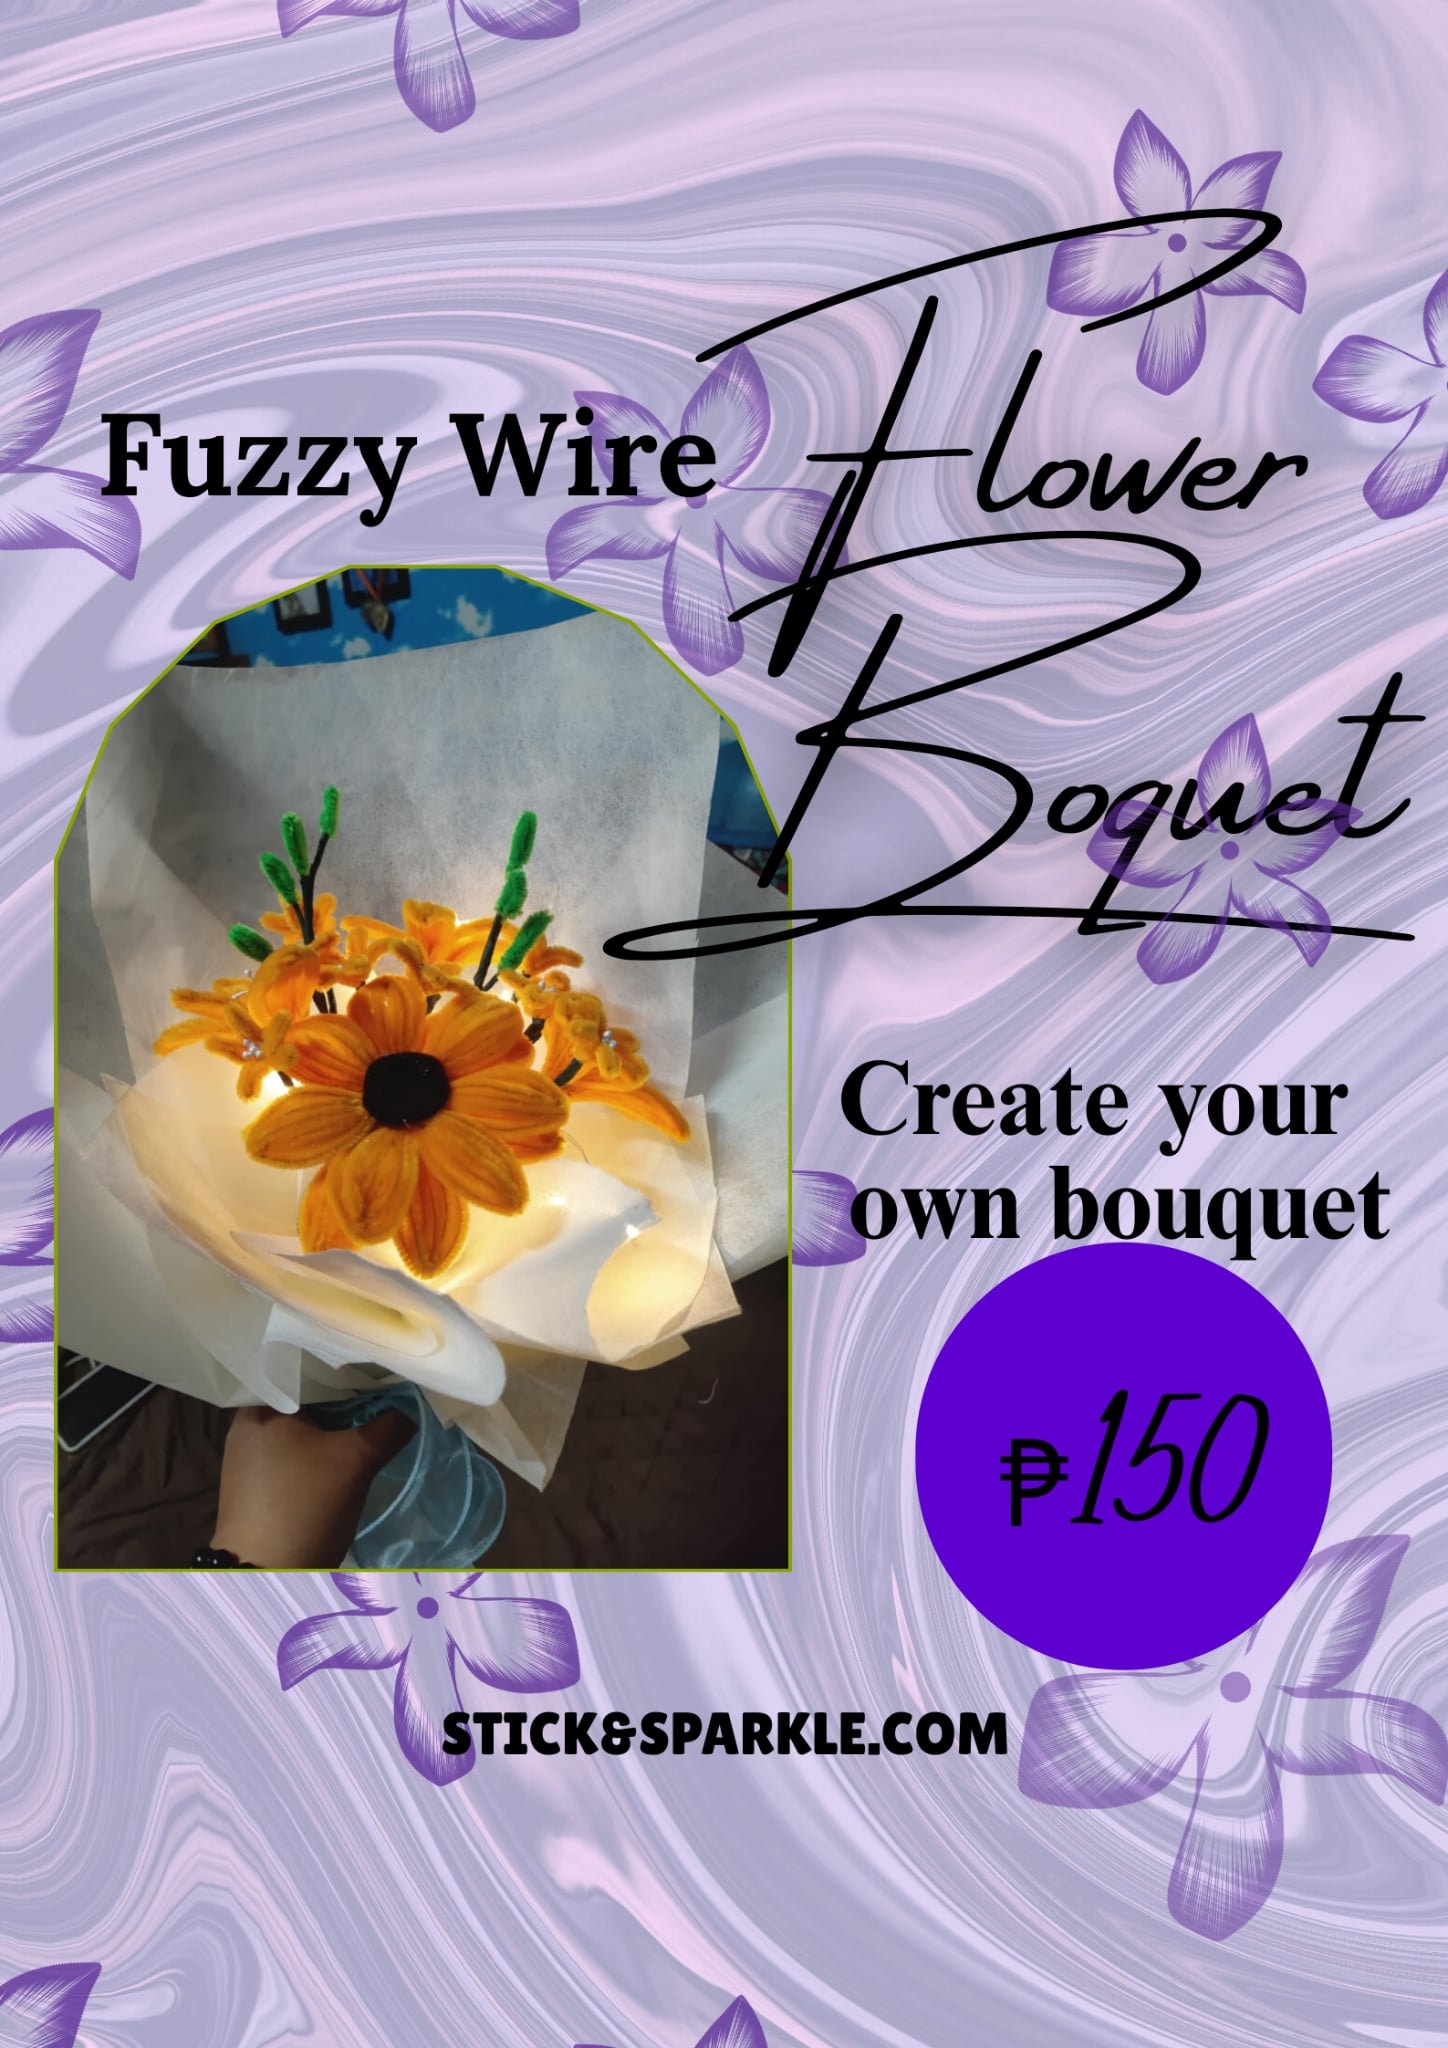 Fuzzy Wire
Flower
Boquet
Create your
own bouquet
₱150
STICK&SPARKLE.COM